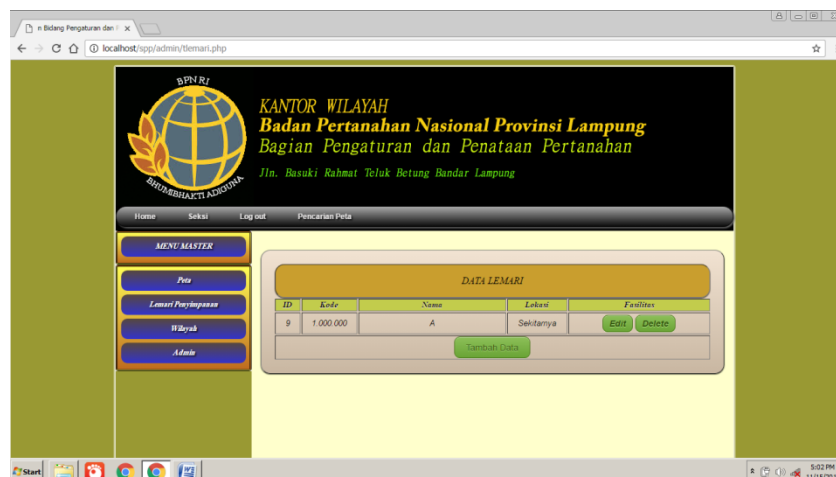 n Bidang Pengaturan dan
localhost/spp/admin/tlemari.php
BPN RI
BHUMIBHAKTI ADIGUNA
KANTOR WILAYAH
Badan Pertanahan Nasional Provinsi Lampung
Bagian Pengaturan dan Penataan Pertanahan
Jln. Basuki Rahmat Teluk Betung Bandar Lampung
Home Seksi Log out Pencarian Peta
MENU MASTER
Peta
Lemari Penyimpanan
Wilayah
Admin
DATA LEMARI
ID Kode Nama Lokasi Fasilitas
9 1.000.000 A Sekitarnya Edit Delete
Tambah Data
Start
5:02 PM